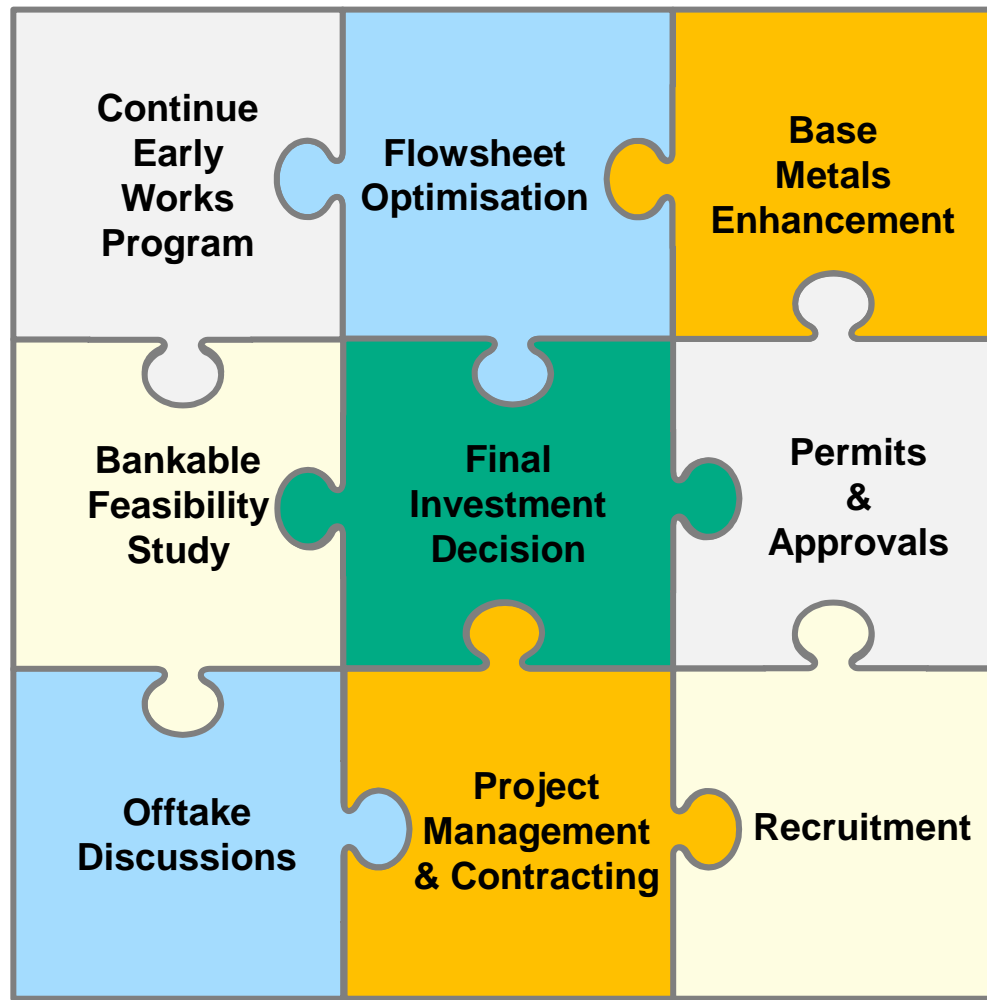 Continue
Early
Works
Program
Flowsheet
Optimisation
Base
Metals
Enhancement
Bankable
Feasibility
Study
Final
Investment
Decision
Permits
&
Approvals
Offtake
Discussions
Project
Management
& Contracting
Recruitment